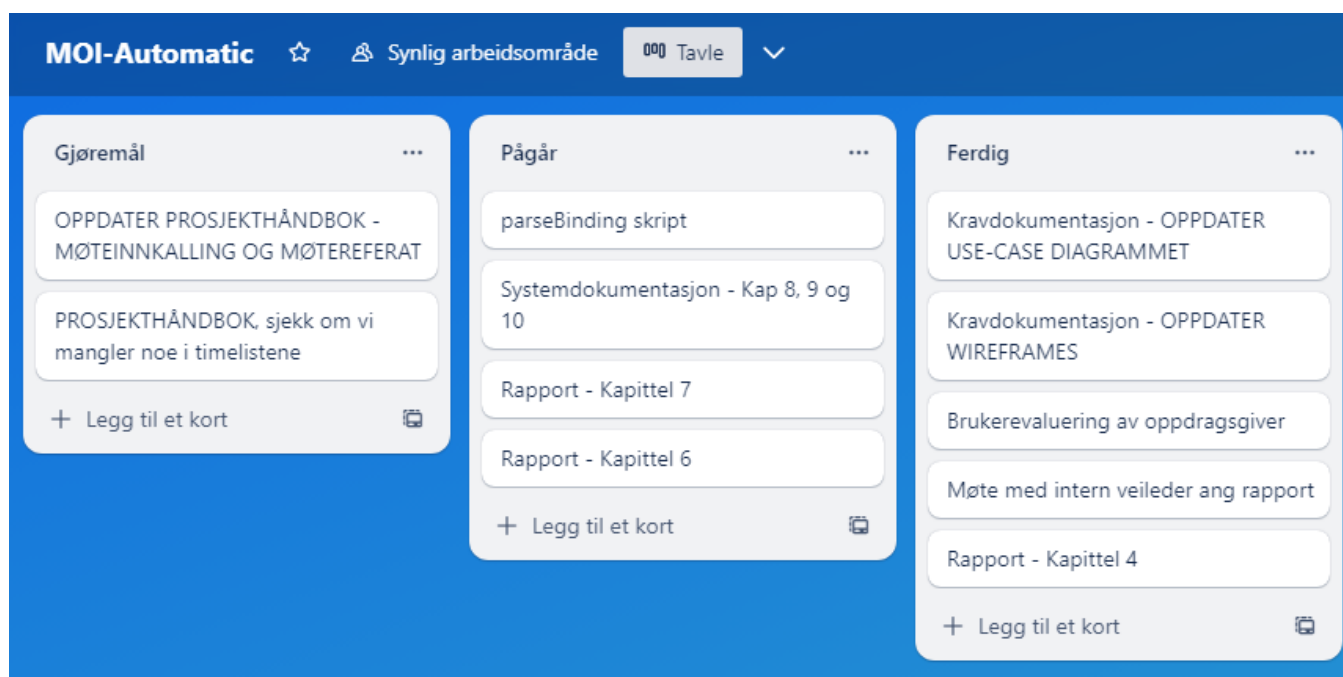 MOI-Automatic Synlig arbeidsområde Tavle
Gjøremål
OPPDATER PROSJEKTHÅNDBOK -
MØTEINNKALLING OG MØTEREFERAT
PROSJEKTHÅNDBOK, sjekk om vi
mangler noe i timelistene
+ Legg til et kort
Pågår
parseBinding skript
Systemdokumentasjon - Kap 8, 9 og
10
Rapport - Kapittel 7
Rapport - Kapittel 6
+ Legg til et kort
Ferdig
Kravdokumentasjon - OPPDATER
USE-CASE DIAGRAMMET
Kravdokumentasjon - OPPDATER
WIREFRAMES
Brukerevaluering av oppdragsgiver
Møte med intern veileder ang rapport
Rapport - Kapittel 4
+ Legg til et kort